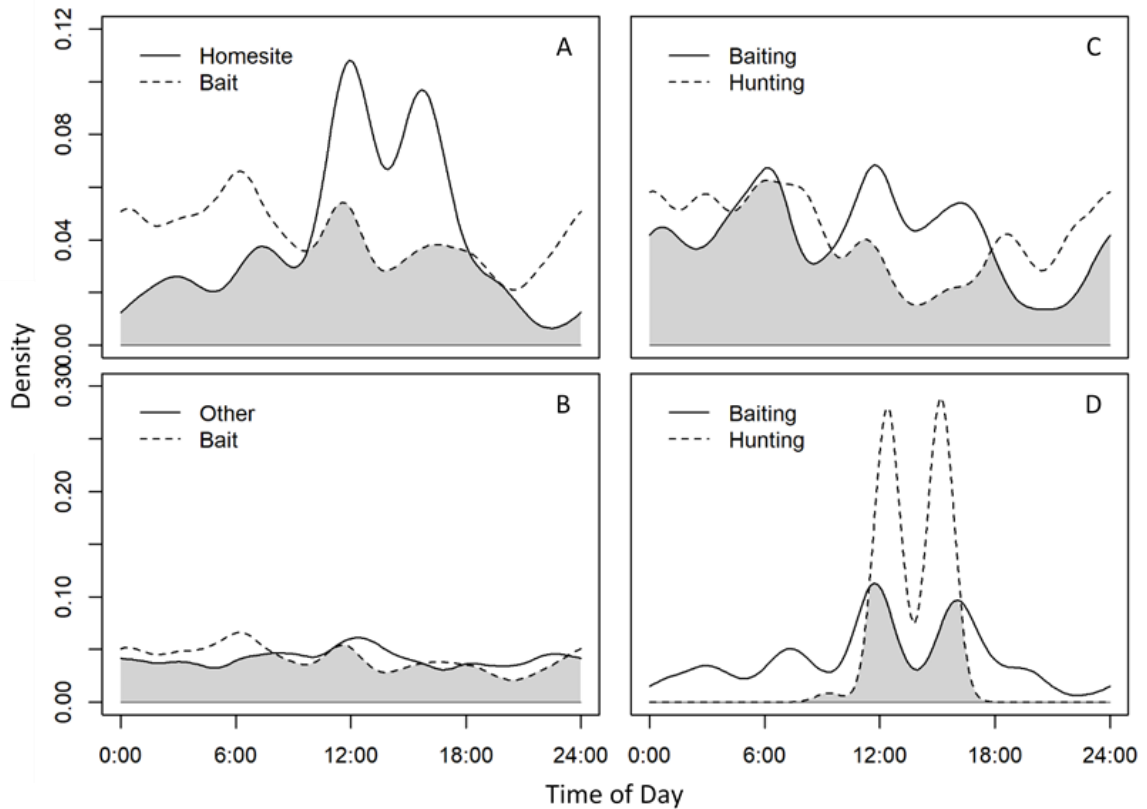 A
Homesite
Bait
0.12
0.08
0.04
0.00
C
Baiting
Hunting
Density
B
Other
Bait
0.30
0.20
0.10
0.00
D
Baiting
Hunting
0:00 6:00 12:00 18:00 24:00
0:00 6:00 12:00 18:00 24:00
Time of Day